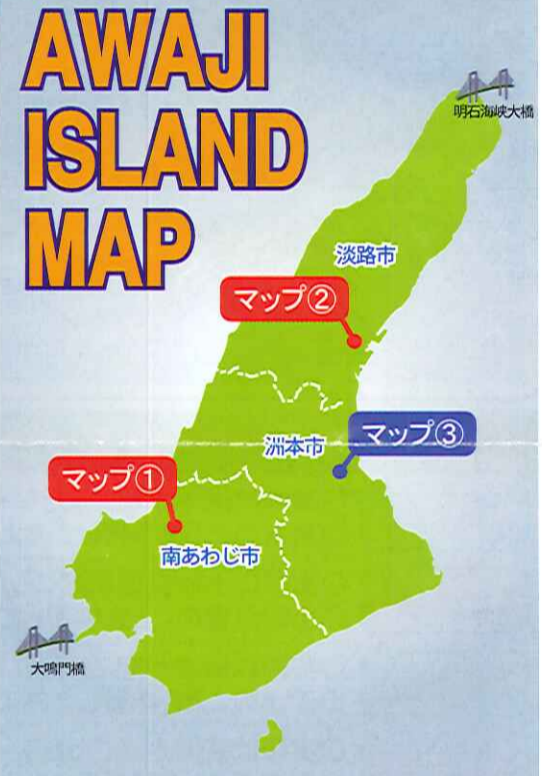 AWAJI
ISLAND
MAP
明石海峡大橋
淡路市
マップ②
マップ③
洲本市
マップ①
南あわじ市
大鳴門橋